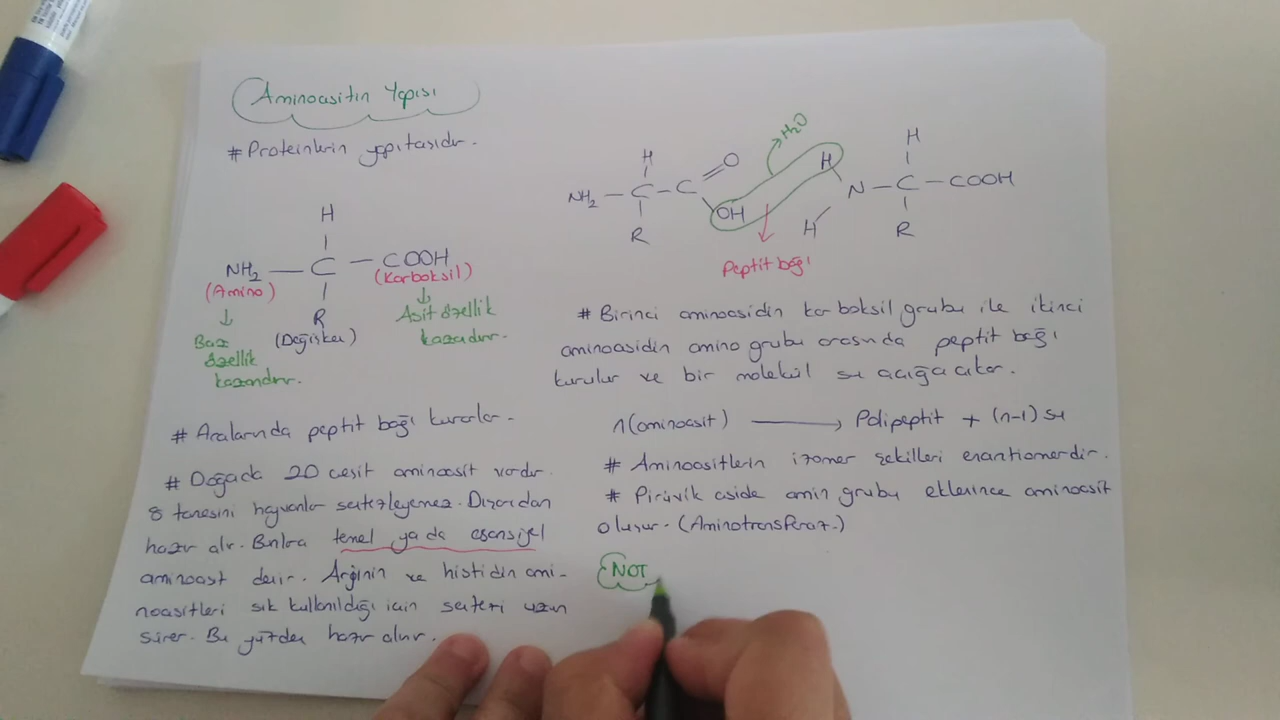 Aminoasitin Yapısı
# Proteinlerin yapıtaşıdır.
H
NH2 — C — COOH
(Amino) (Karboksil)
R
(Değişken)
Baz özellik kazandırır.
Asit özellik kazandırır.
# Aralarında peptit bağı kurarlar.
# Doğada 20 çeşit aminoasit vardır.
8 tanesini hayvanlar sentezleyemez. Dışarıdan
hazır alır. Bunlara temel ya da esansiyel
aminoasit denir. Arjinin ve histidin ami-
noasitleri sık kullanıldığı için sentezi uzun
sürer. Bu yüzden hazır alınır.
H2O
H O H H
NH2 — C — C N — C — COOH
OH
R H R
Peptit bağı
# Birinci aminoasidin karboksil grubu ile ikinci
aminoasidin amino grubu arasında peptit bağı
kurulur ve bir molekül su açığa çıkar.
n(aminoasit) → Polipeptit + (n-1) su
# Aminoasitlerin izomer şekilleri enantiomerdir.
# Pirüvik aside amin grubu eklenince aminoasit
oluşur. (Aminotransferaz.)
NOT